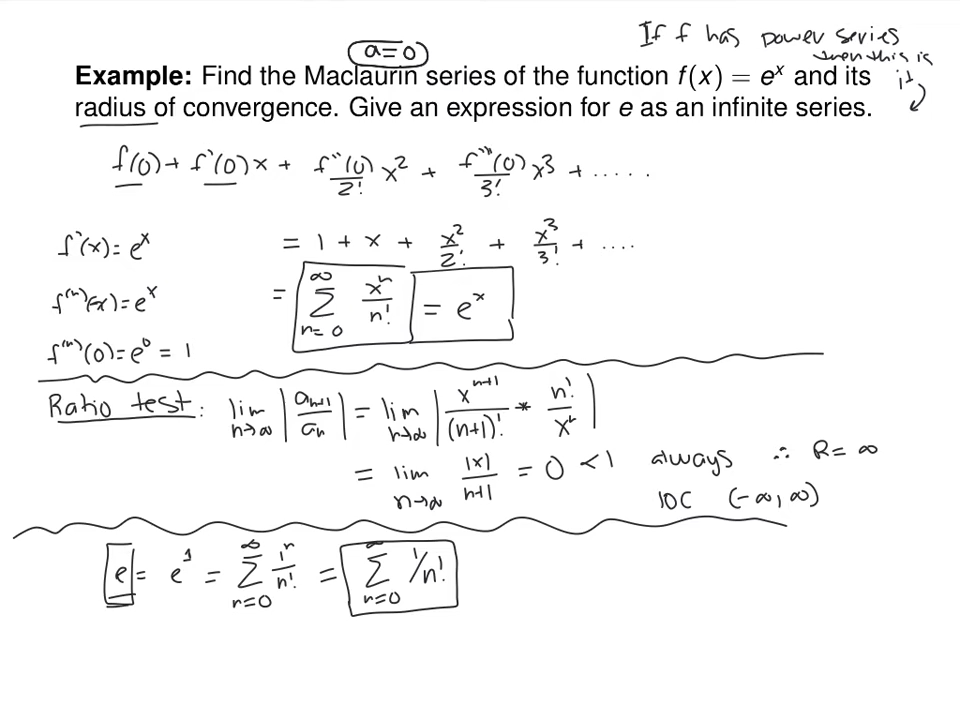 If f has power series
then this is
it
a=0
Example: Find the Maclaurin series of the function f(x) = e^x and its
radius of convergence. Give an expression for e as an infinite series.
f(0) + f'(0)x + f''(0)/2! x^2 + f'''(0)/3! x^3 + .....
f'(x) = e^x
= 1 + x + x^2/2! + x^3/3! + ....
f^(n)(x) = e^x
= ∑_{n=0}^{∞} x^n/n! = e^x
f^(n)(0) = e^0 = 1
Ratio test: lim_{n→∞} |a_{n+1}/a_n| = lim_{n→∞} |x^{n+1}/(n+1)! * n!/x^n|
= lim_{n→∞} |x|/n+1 = 0 < 1 always ∴ R = ∞
IOC (-∞, ∞)
e = e^1 = ∑_{n=0}^{∞} 1^n/n! = ∑_{n=0}^{∞} 1/n!